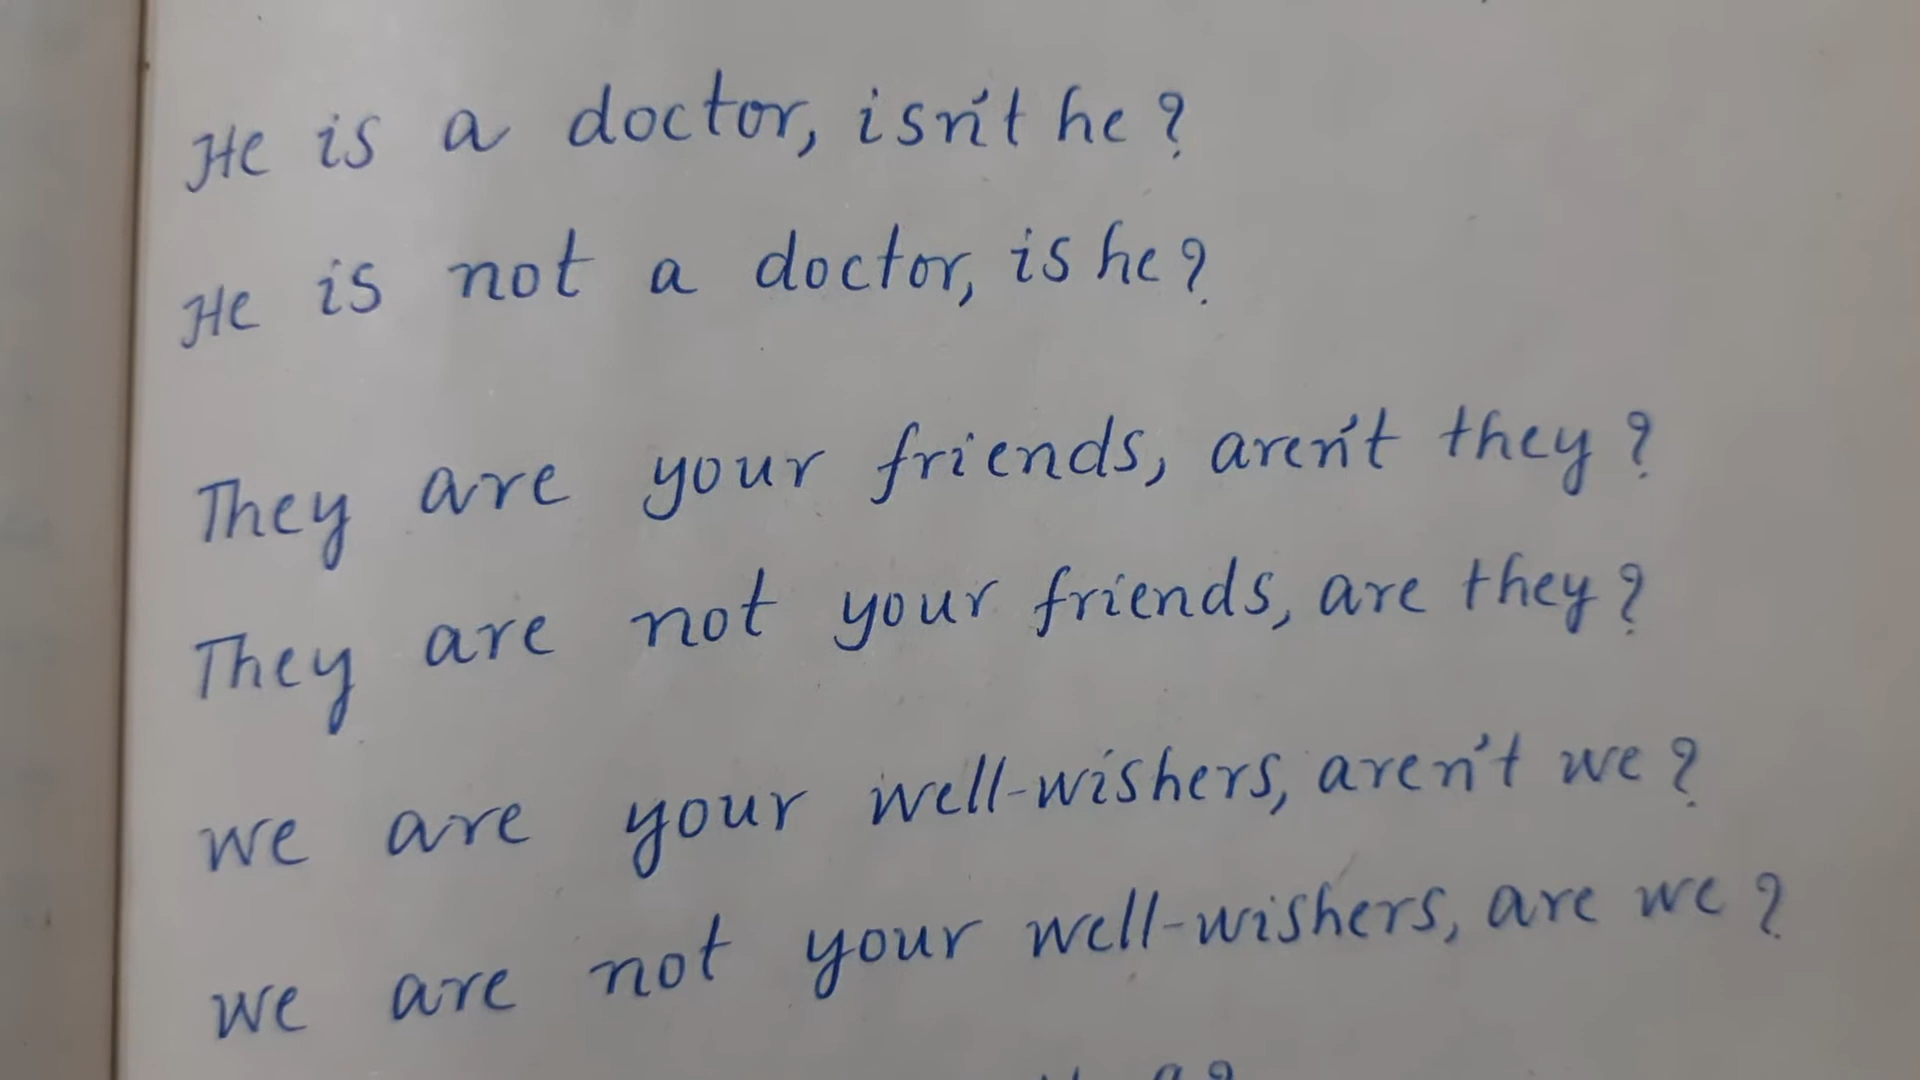 He is a doctor, isn't he?
He is not a doctor, is he?
They are your friends, aren't they?
They are not your friends, are they?
We are your well-wishers, aren't we?
We are not your well-wishers, are we?